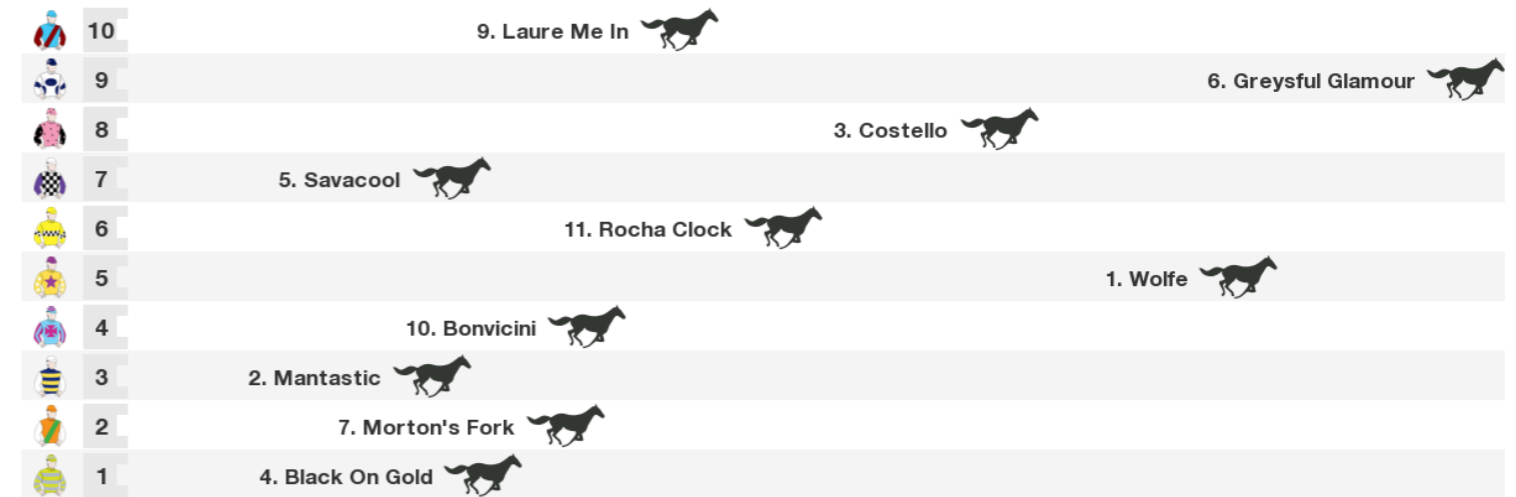 10 9. Laure Me In
9 6. Greysful Glamour
8 3. Costello
7 5. Savacool
6 11. Rocha Clock
5 1. Wolfe
4 10. Bonvicini
3 2. Mantastic
2 7. Morton's Fork
1 4. Black On Gold